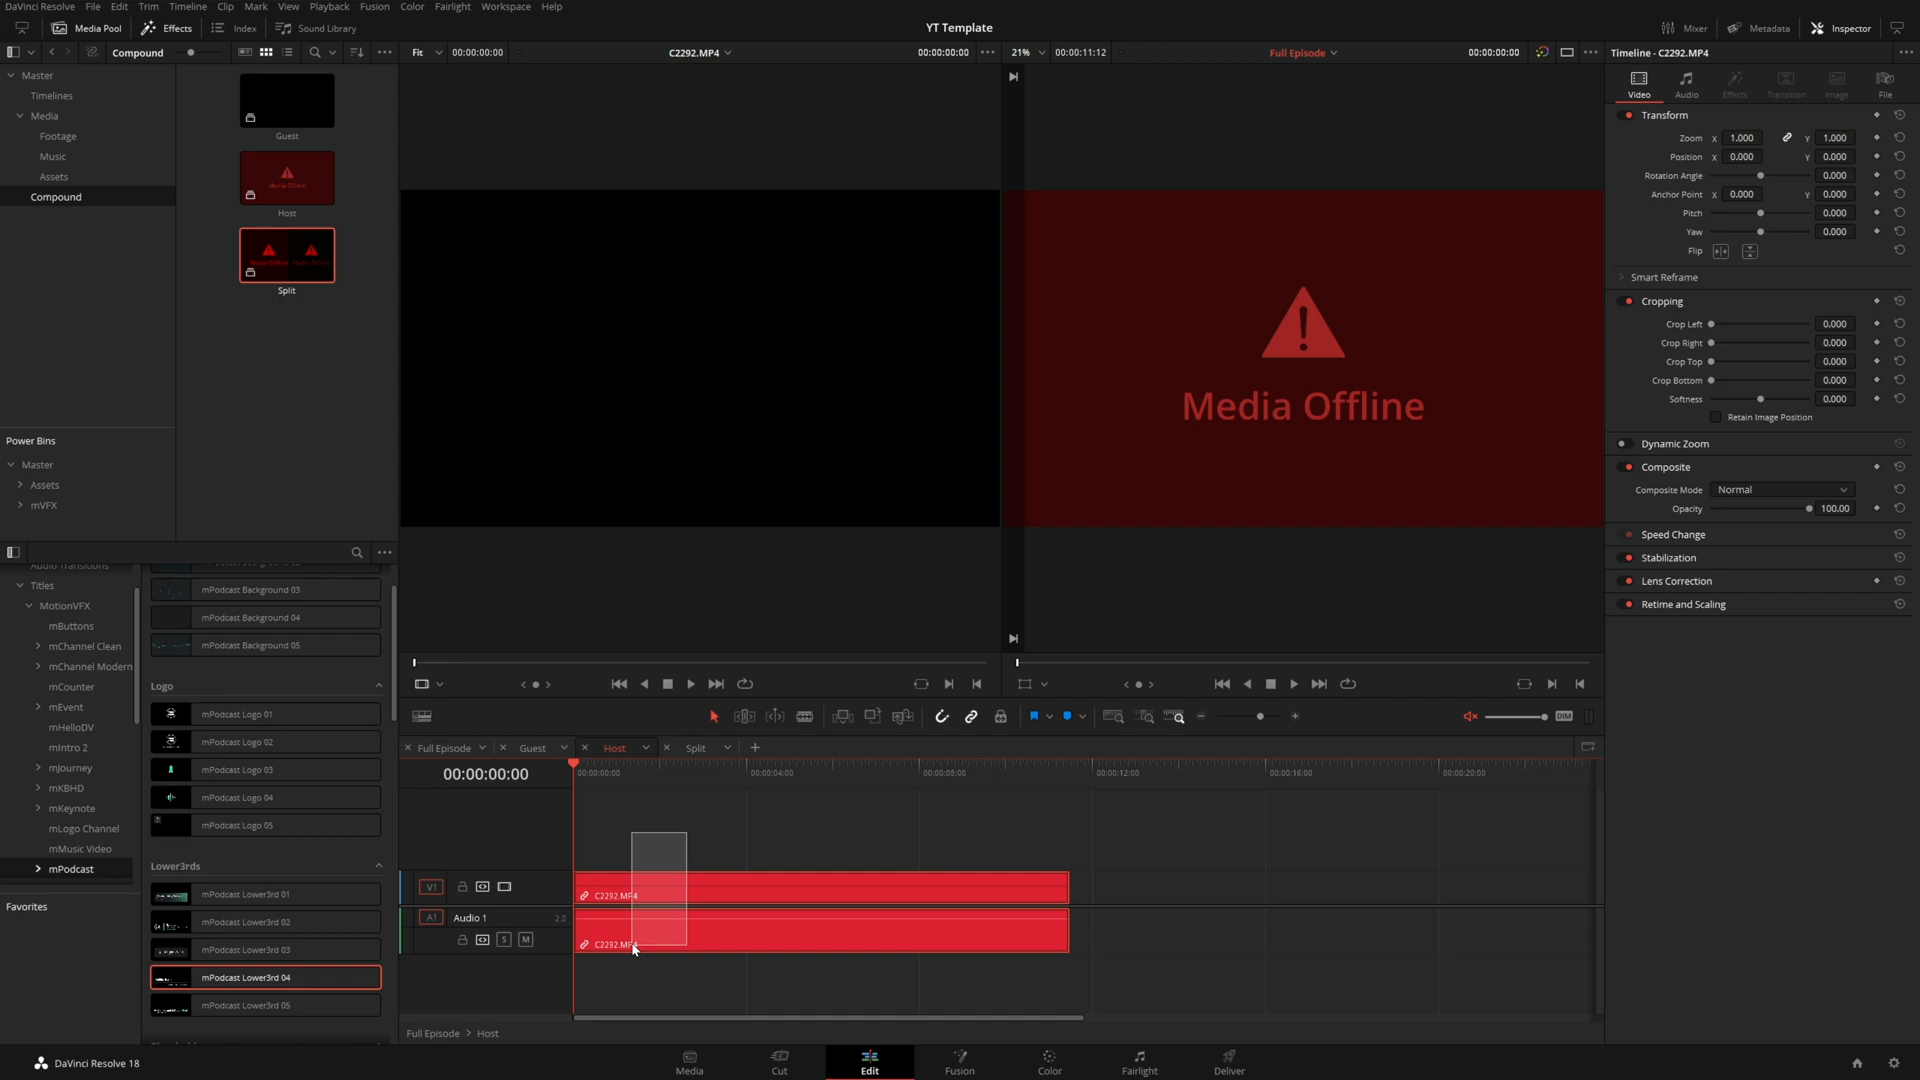 DaVinci Resolve File Edit Trim Timeline Clip Mark View Playback Fusion Color Fairlight Workspace Help
Media Pool Effects Index Sound Library YT Template Mixer Metadata Inspector
Compound Fit 00:00:00:00 C2292.MP4 00:00:00:00 21% 00:00:11:12 Full Episode 00:00:00:00 Timeline - C2292.MP4
Master
Timelines
Media
Footage
Music
Assets
Compound
Guest
Media Offline
Host
Split
Media Offline
Video Audio Effects Transition Image File
Transform
Zoom X 1.000 Y 1.000
Position X 0.000 Y 0.000
Rotation Angle 0.000
Anchor Point X 0.000 Y 0.000
Pitch 0.000
Yaw 0.000
Flip
Smart Reframe
Cropping
Crop Left 0.000
Crop Right 0.000
Crop Top 0.000
Crop Bottom 0.000
Softness 0.000
Retain Image Position
Dynamic Zoom
Composite
Composite Mode Normal
Opacity 100.00
Speed Change
Stabilization
Lens Correction
Retime and Scaling
Power Bins
Master
Assets
mVFX
Audio Transitions
Titles
MotionVFX
mButtons
mChannel Clean
mChannel Modern
mCounter
mEvent
mHelloDV
mIntro 2
mJourney
mKBHD
mKeynote
mLogo Channel
mMusic Video
mPodcast
Favorites
mPodcast Background 03
mPodcast Background 04
mPodcast Background 05
Logo
mPodcast Logo 01
mPodcast Logo 02
mPodcast Logo 03
mPodcast Logo 04
mPodcast Logo 05
Lower3rds
mPodcast Lower3rd 01
mPodcast Lower3rd 02
mPodcast Lower3rd 03
mPodcast Lower3rd 04
mPodcast Lower3rd 05
DIM
Full Episode Guest Host Split
00:00:00:00 00:00:00:00 00:00:04:00 00:00:08:00 00:00:12:00 00:00:16:00 00:00:20:00
V1 C2292.MP4
A1 Audio 1 2.0
S M C2292.MP4
Full Episode > Host
DaVinci Resolve 18 Media Cut Edit Fusion Color Fairlight Deliver